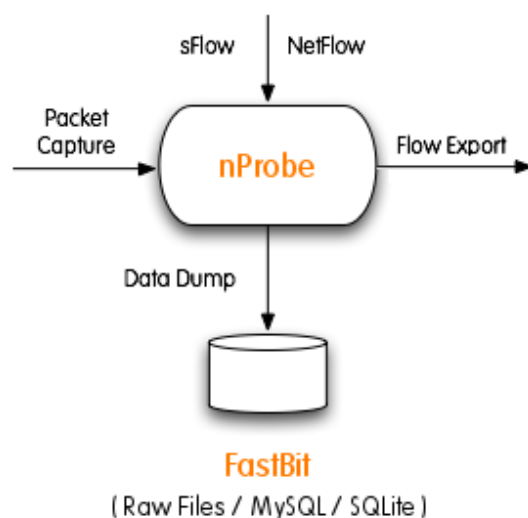 sFlow NetFlow
Packet
Capture
nProbe
Flow Export
Data Dump
FastBit
( Raw Files / MySQL / SQLite )